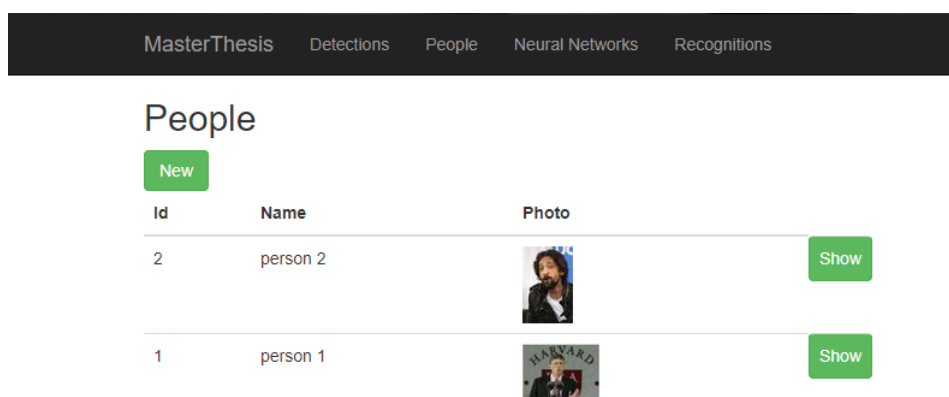 MasterThesis Detections People Neural Networks Recognitions
People
New
Id Name Photo
2 person 2 Show
1 person 1 Show
HARVARD